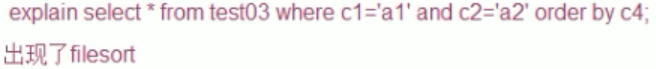 explain select * from test03 where c1='a1' and c2='a2' order by c4;
出现了filesort